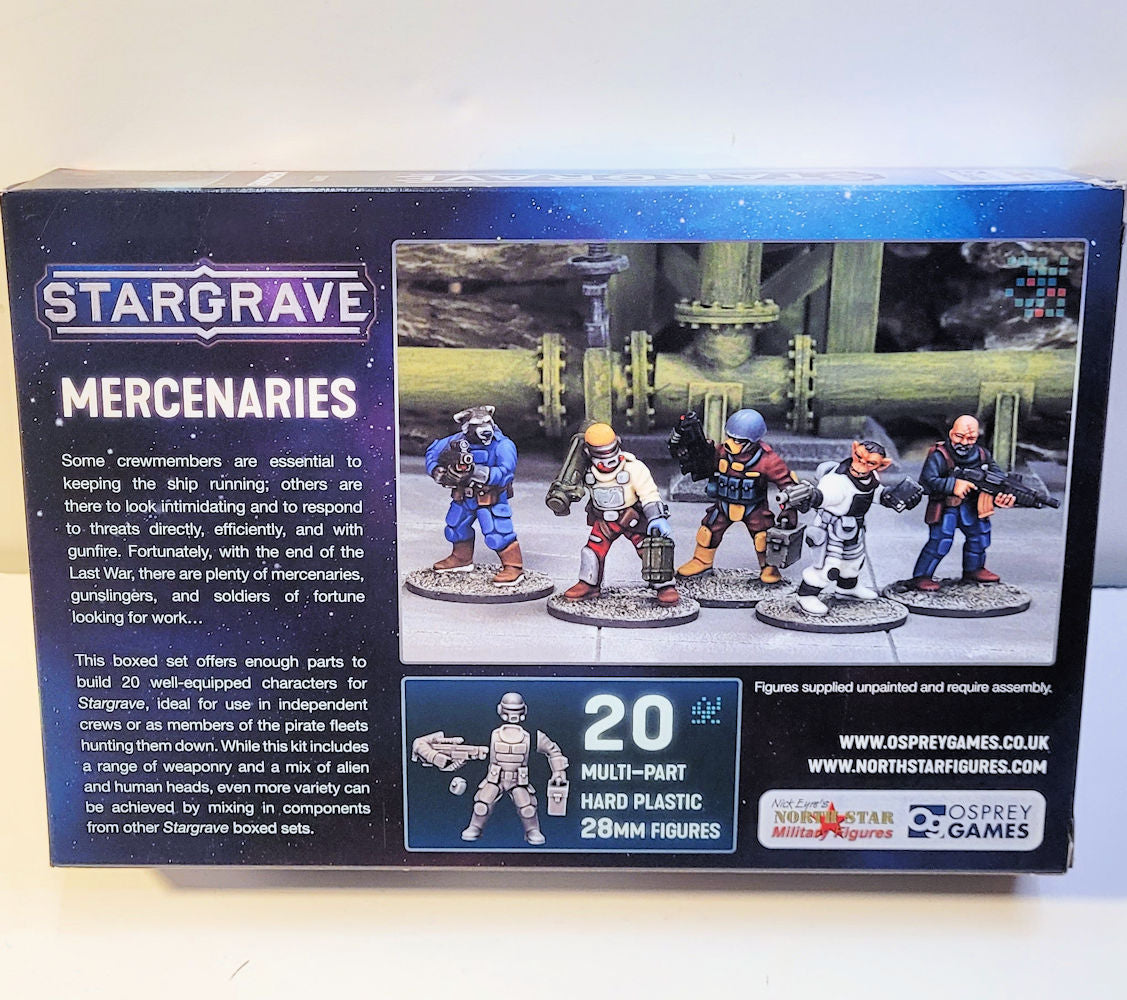 STARGRAVE
STARGRAVE
MERCENARIES
Some crewmembers are essential to
keeping the ship running; others are
there to look intimidating and to respond
to threats directly, efficiently, and with
gunfire. Fortunately, with the end of the
Last War, there are plenty of mercenaries,
gunslingers, and soldiers of fortune
looking for work...
This boxed set offers enough parts to
build 20 well-equipped characters for
Stargrave, ideal for use in independent
crews or as members of the pirate fleets
hunting them down. While this kit includes
a range of weaponry and a mix of alien
and human heads, even more variety can
be achieved by mixing in components
from other Stargrave boxed sets.
20
MULTI-PART
HARD PLASTIC
28MM FIGURES
Figures supplied unpainted and require assembly.
WWW.OSPREYGAMES.CO.UK
WWW.NORTHSTARFIGURES.COM
Nick Eyre's
NORTH STAR
Military Figures
OSPREY
GAMES